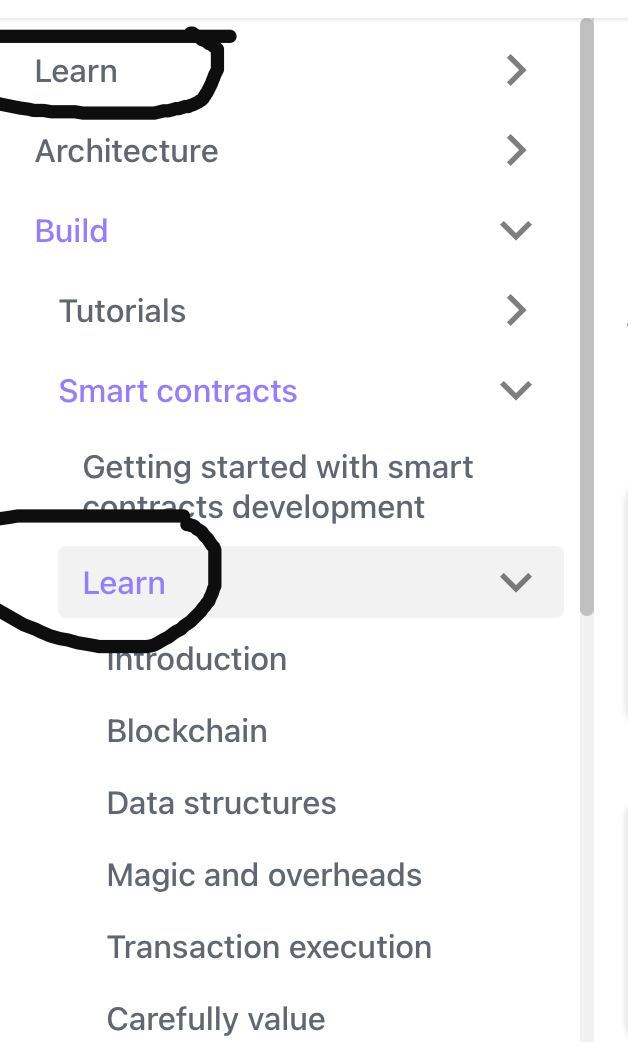 Learn
Architecture
Build
Tutorials
Smart contracts
Getting started with smart
contracts development
Learn
Introduction
Blockchain
Data structures
Magic and overheads
Transaction execution
Carefully value